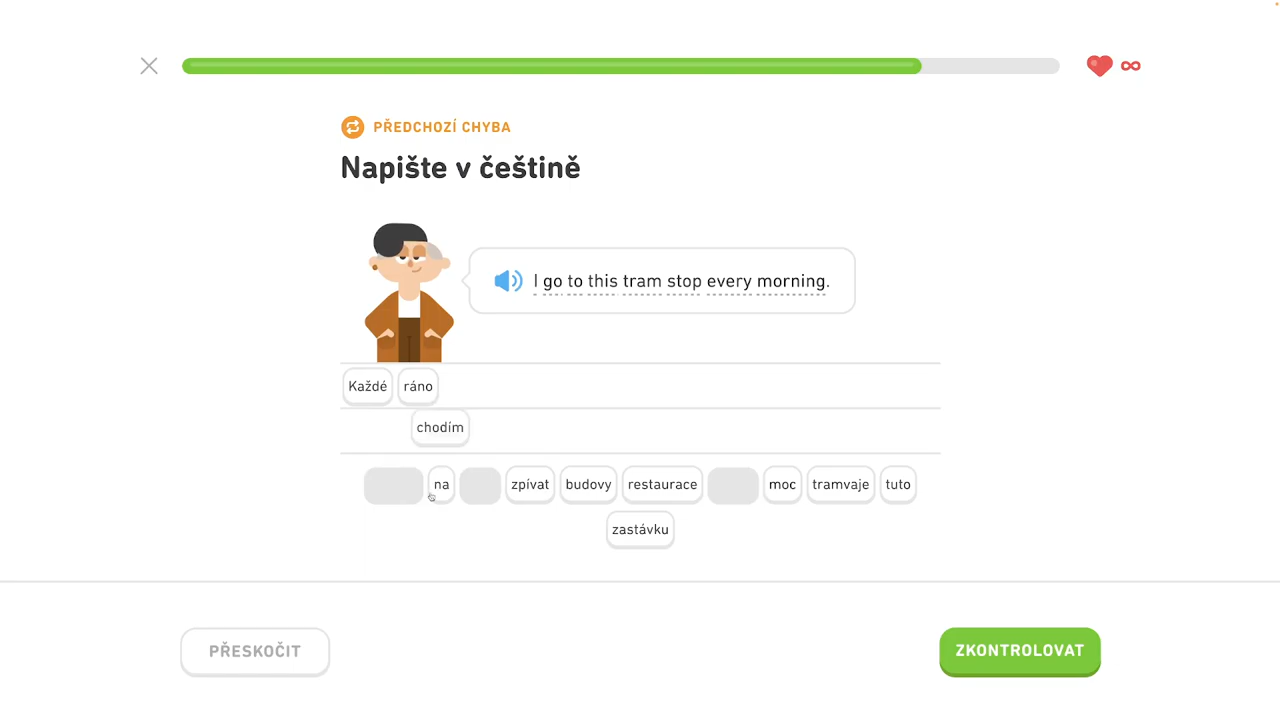 PŘEDCHOZÍ CHYBA
Napište v češtině
I go to this tram stop every morning.
Každé ráno
chodím
na zpívat budovy restaurace moc tramvaje tuto
zastávku
PŘESKOČIT ZKONTROLOVAT